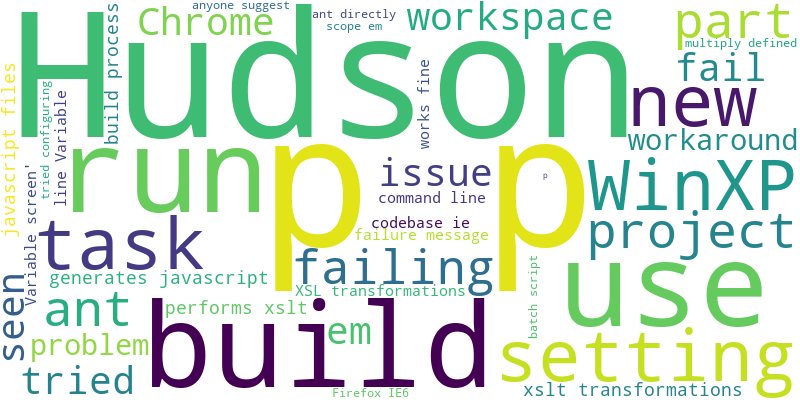 anyone suggest
ant directly
scope em
Chrome
workspace
part
multiply defined
Hudson
build process
works fine
fail
new
workaround
javascript files
tried configuring
line Variable
run
p p
p
issue
WinXP
command line
codebase ie
failure message
project
Variable screen'
task
failing
use
seen
generates javascript
XSL transformations
batch script
ant
performs xslt
build
em
setting
problem
tried
xslt transformations
Firefox IE6